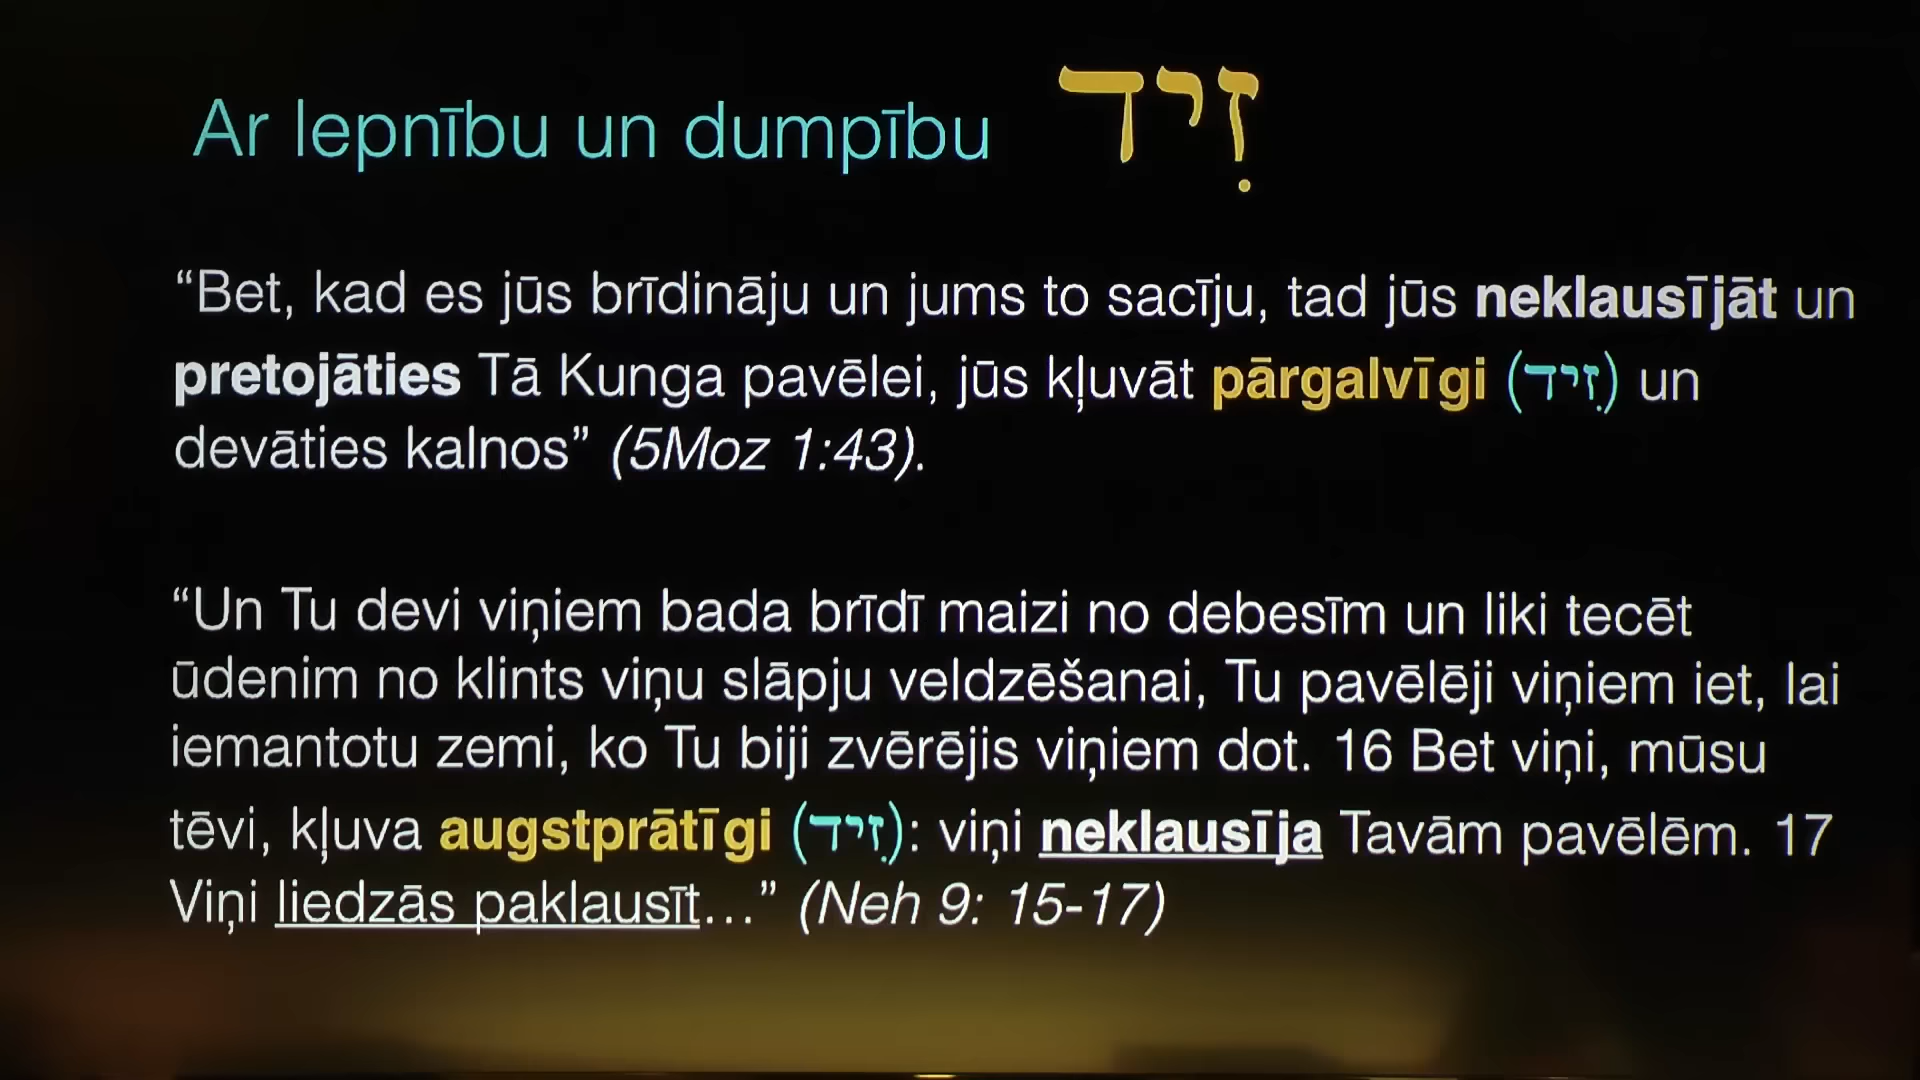 Ar lepnību un dumpību זִיד
“Bet, kad es jūs brīdināju un jums to sacīju, tad jūs neklausījāt un
pretojāties Tā Kunga pavēlei, jūs kļuvāt pārgalvīgi (זִיד) un
devāties kalnos” (5Moz 1:43).
“Un Tu devi viņiem bada brīdī maizi no debesīm un liki tecēt
ūdenim no klints viņu slāpju veldzēšanai, Tu pavēlēji viņiem iet, lai
iemantotu zemi, ko Tu biji zvērējis viņiem dot. 16 Bet viņi, mūsu
tēvi, kļuva augstprātīgi (זִיד): viņi neklausīja Tavām pavēlēm. 17
Viņi liedzās paklausīt…” (Neh 9: 15-17)